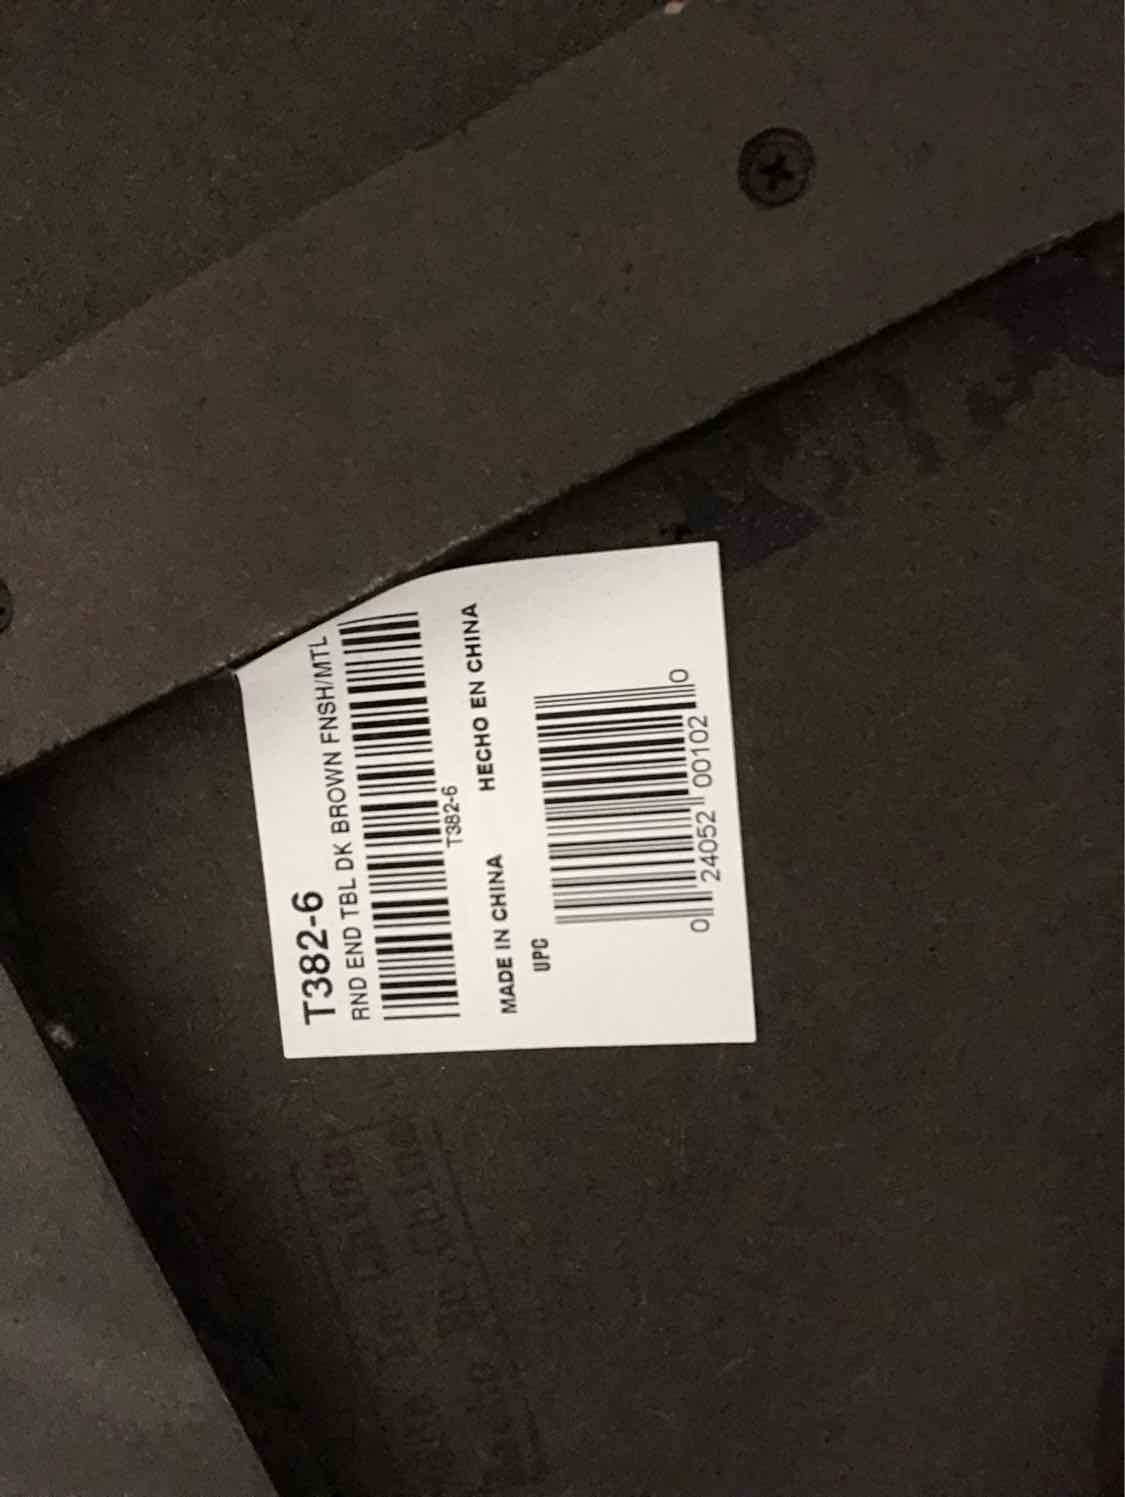 T382-6
RND END TBL DK BROWN FNSH/MTL
T382-6
MADE IN CHINA HECHO EN CHINA
UPC
0 24052 00102 0